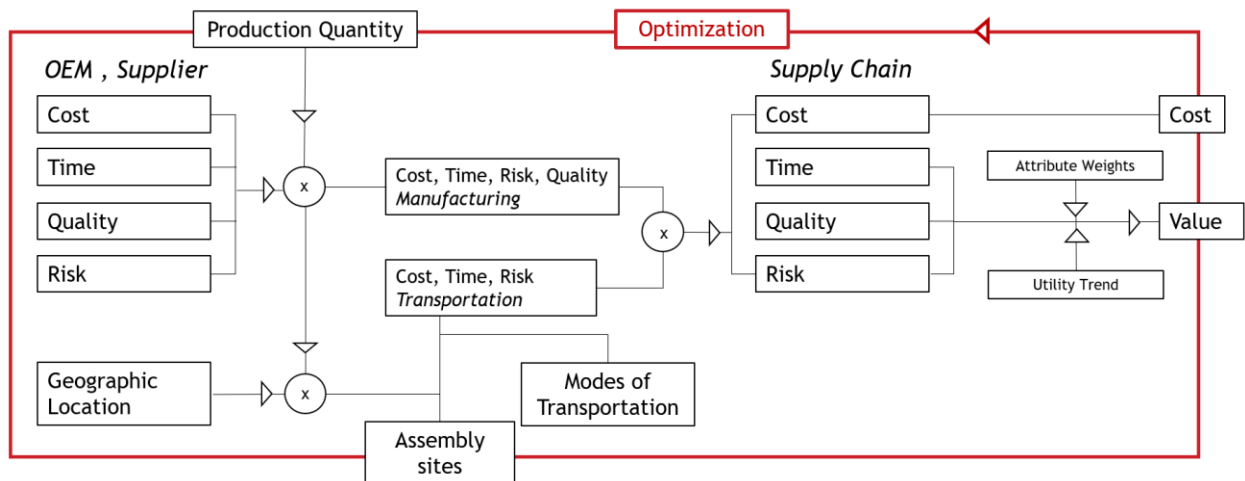 Production Quantity
Optimization
OEM , Supplier
Supply Chain
Cost
Time
Quality
Risk
x
Cost, Time, Risk, Quality
Manufacturing
Cost, Time, Risk
Transportation
x
Cost
Time
Quality
Risk
Attribute Weights
Utility Trend
Cost
Value
Geographic
Location
x
Modes of
Transportation
Assembly
sites